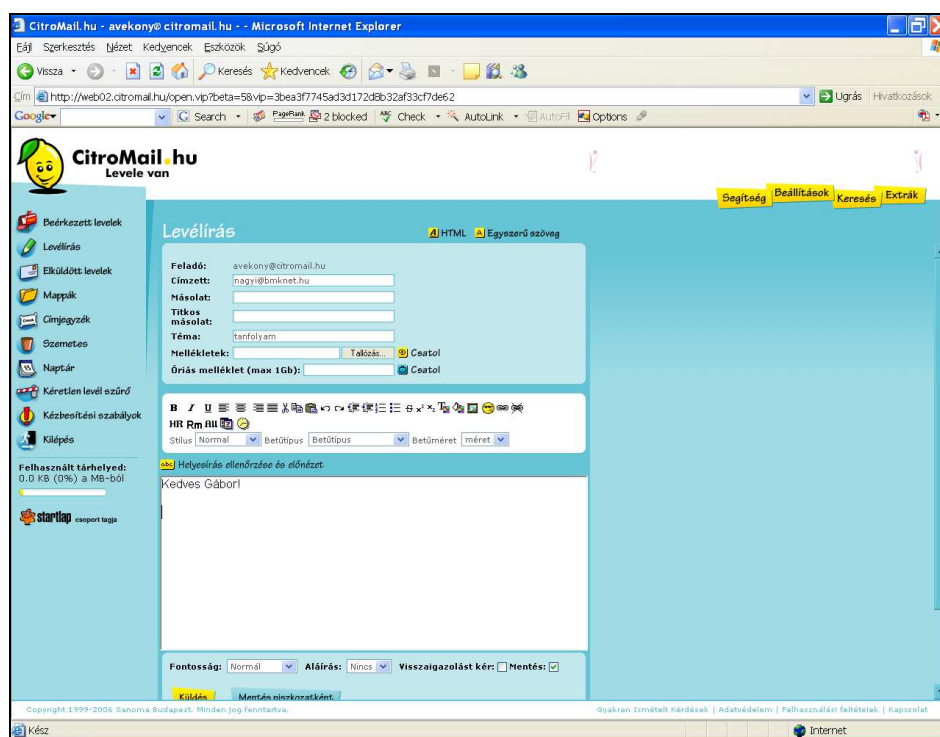 CitroMail.hu - avekony@citromail.hu - - Microsoft Internet Explorer
Fájl Szerkesztés Nézet Kedvencek Eszközök Súgó
Vissza Keresés Kedvencek
Cím http://web02.citromail.hu/open.vip?beta=5&vip=3bea3f7745ad3d172d8b32af33cf7de62 Ugrás Hivatkozások
Google Search PageRank 2 blocked Check AutoLink AutoFill Options
CitroMail.hu
Levele van
Segítség Beállítások Keresés Extrák
Beérkezett levelek
Levélírás
Elküldött levelek
Mappák
Címjegyzék
Szemetes
Naptár
Kéretlen levél szűrő
Kézbesítési szabályok
Kilépés
Felhasznált tárhelyed:
0.0 KB (0%) a MB-ból
startlap csoport tagja
Levélírás A HTML A Egyszerű szöveg
Feladó: avekony@citromail.hu
Címzett: nagyi@bmknet.hu
Másolat:
Titkos másolat:
Téma: tanfolyam
Mellékletek: Tallózás... Csatol
Óriás melléklet (max 1Gb): Csatol
B I U S x² x₂
HR Rm All
Stílus Normal Betűtípus Betűtípus Betűméret méret
abc Helyesírás ellenőrzése és előnézet
Kedves Gábor!
Fontosság: Normál Aláírás: Nincs Visszaigazolást kér: Mentés:
Küldés Mentés piszkozatként
Copyright 1999-2006 Sanoma Budapest. Minden jog fenntartva. Gyakran Ismételt Kérdések | Adatvédelem | Felhasználási feltételek | Kapcsolat
Kész Internet